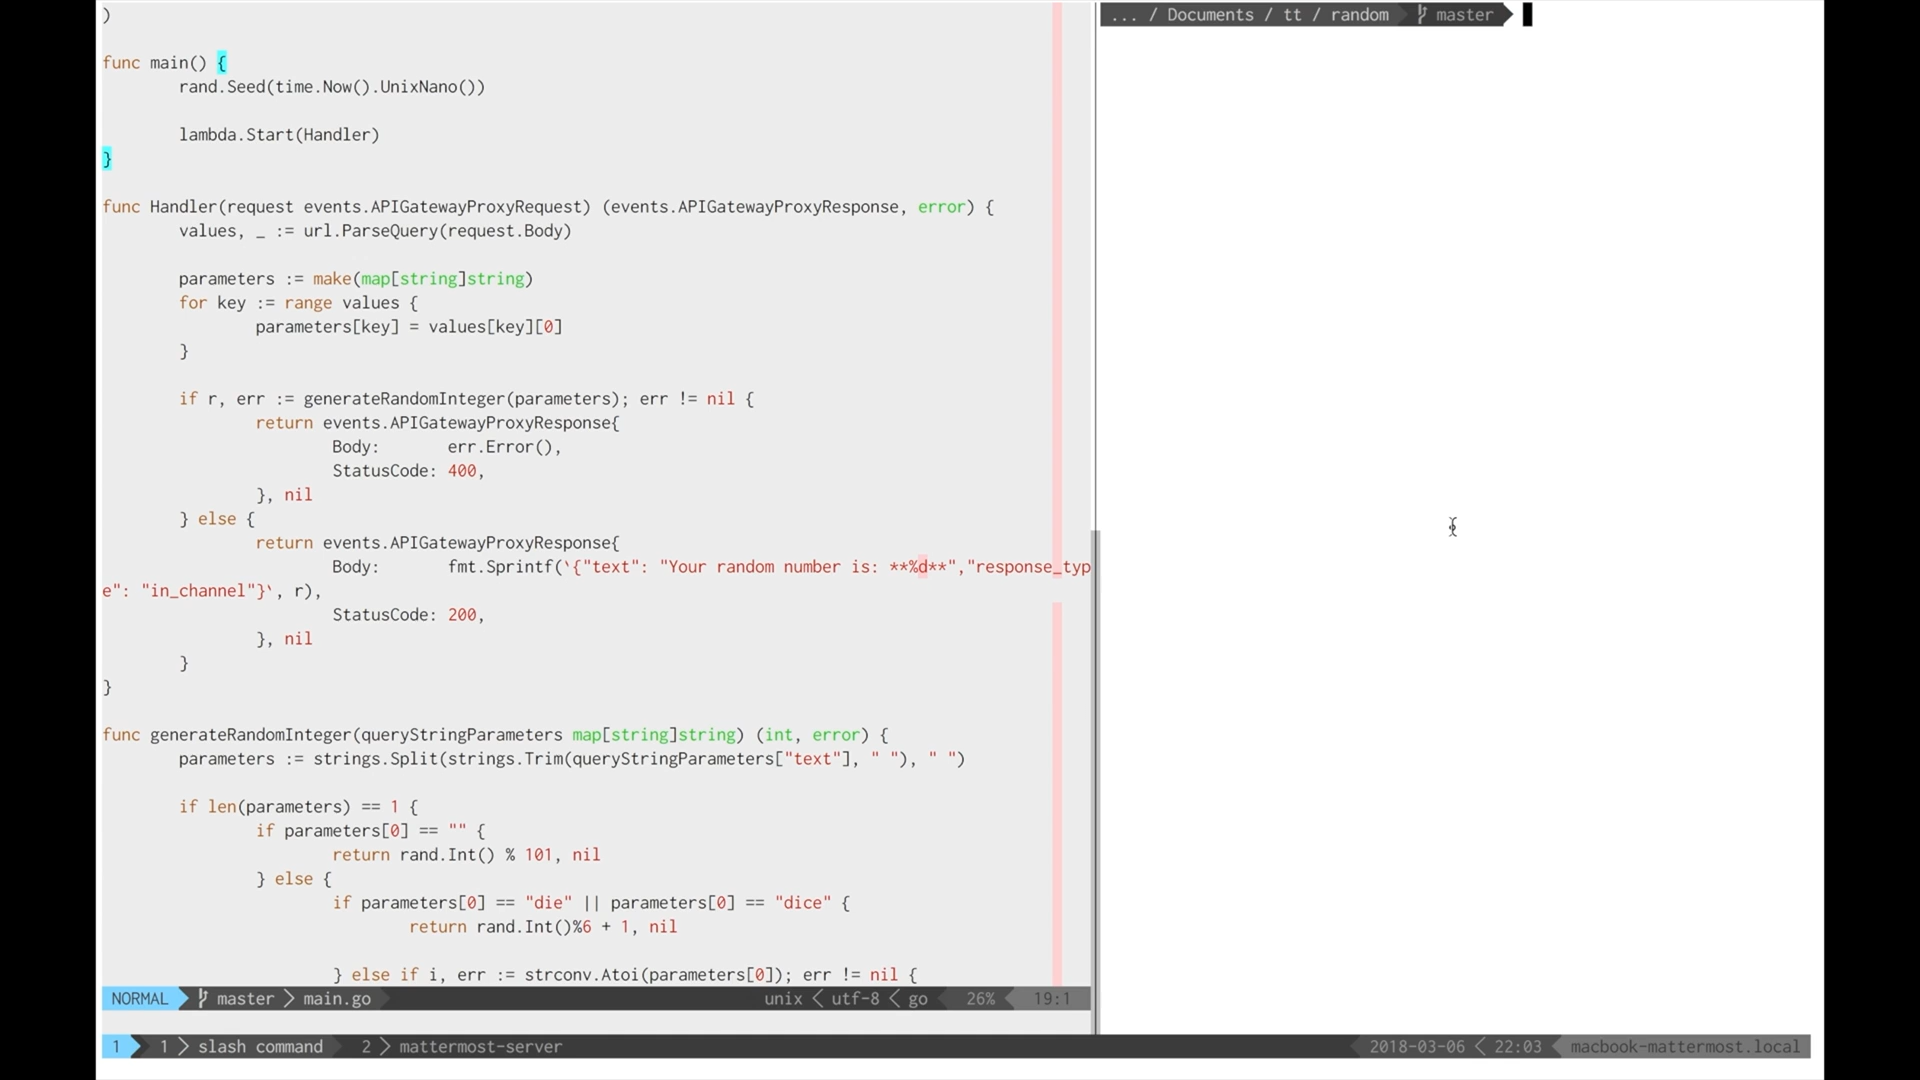 )
func main() {
rand.Seed(time.Now().UnixNano())
lambda.Start(Handler)
}
func Handler(request events.APIGatewayProxyRequest) (events.APIGatewayProxyResponse, error) {
values, _ := url.ParseQuery(request.Body)
parameters := make(map[string]string)
for key := range values {
parameters[key] = values[key][0]
}
if r, err := generateRandomInteger(parameters); err != nil {
return events.APIGatewayProxyResponse{
Body: err.Error(),
StatusCode: 400,
}, nil
} else {
return events.APIGatewayProxyResponse{
Body: fmt.Sprintf(`{"text": "Your random number is: **%d**","response_typ
e": "in_channel"}`, r),
StatusCode: 200,
}, nil
}
}
func generateRandomInteger(queryStringParameters map[string]string) (int, error) {
parameters := strings.Split(strings.Trim(queryStringParameters["text"], " "), " ")
if len(parameters) == 1 {
if parameters[0] == "" {
return rand.Int() % 101, nil
} else {
if parameters[0] == "die" || parameters[0] == "dice" {
return rand.Int()%6 + 1, nil
} else if i, err := strconv.Atoi(parameters[0]); err != nil {
NORMAL master > main.go unix < utf-8 < go 26% 19:1
... / Documents / tt / random master
1 1 > slash command 2 > mattermost-server 2018-03-06 < 22:03 macbook-mattermost.local